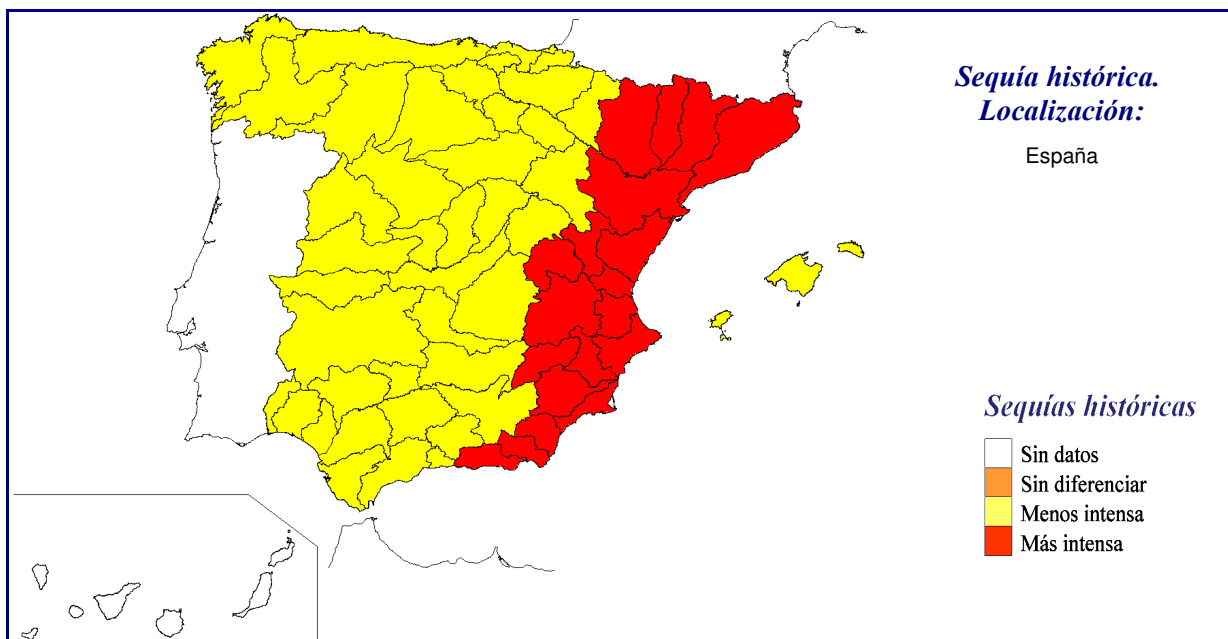 Sequía histórica.
Localización:
España
Sequías históricas
Sin datos
Sin diferenciar
Menos intensa
Más intensa